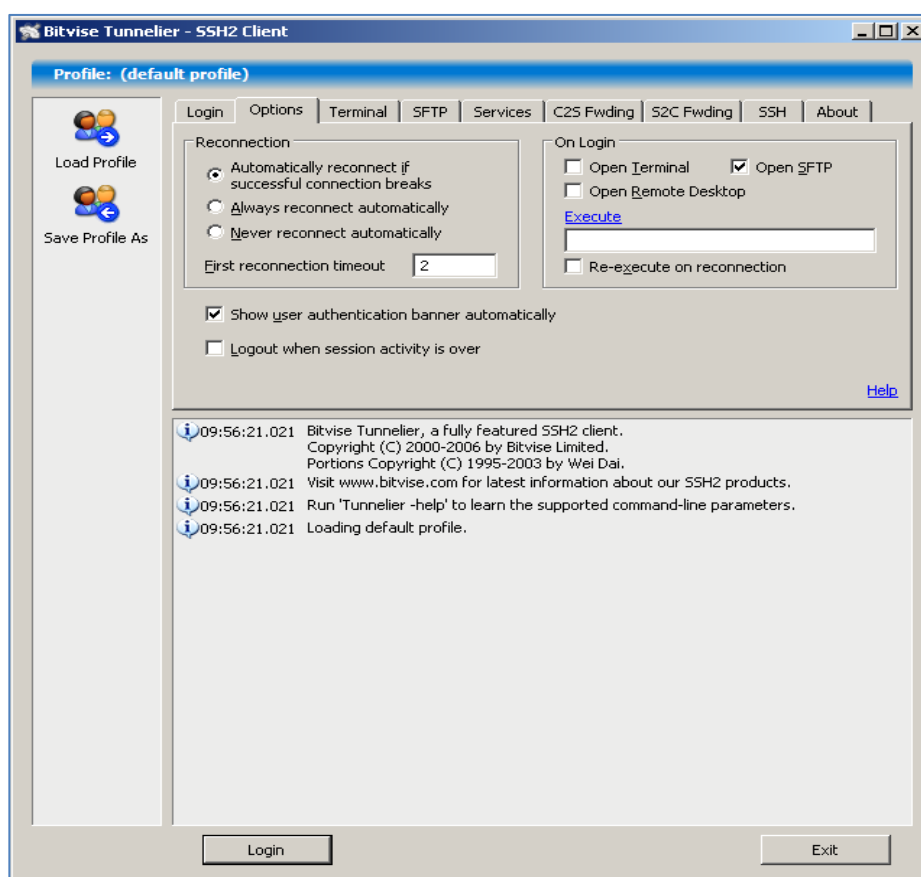 Bitvise Tunnelier - SSH2 Client
Profile: (default profile)
Load Profile
Save Profile As
Login Options Terminal SFTP Services C2S Fwding S2C Fwding SSH About
Reconnection
Automatically reconnect if
successful connection breaks
Always reconnect automatically
Never reconnect automatically
First reconnection timeout 2
On Login
Open Terminal Open SFTP
Open Remote Desktop
Execute
Re-execute on reconnection
Show user authentication banner automatically
Logout when session activity is over
Help
09:56:21.021 Bitvise Tunnelier, a fully featured SSH2 client.
Copyright (C) 2000-2006 by Bitvise Limited.
Portions Copyright (C) 1995-2003 by Wei Dai.
09:56:21.021 Visit www.bitvise.com for latest information about our SSH2 products.
09:56:21.021 Run 'Tunnelier -help' to learn the supported command-line parameters.
09:56:21.021 Loading default profile.
Login Exit